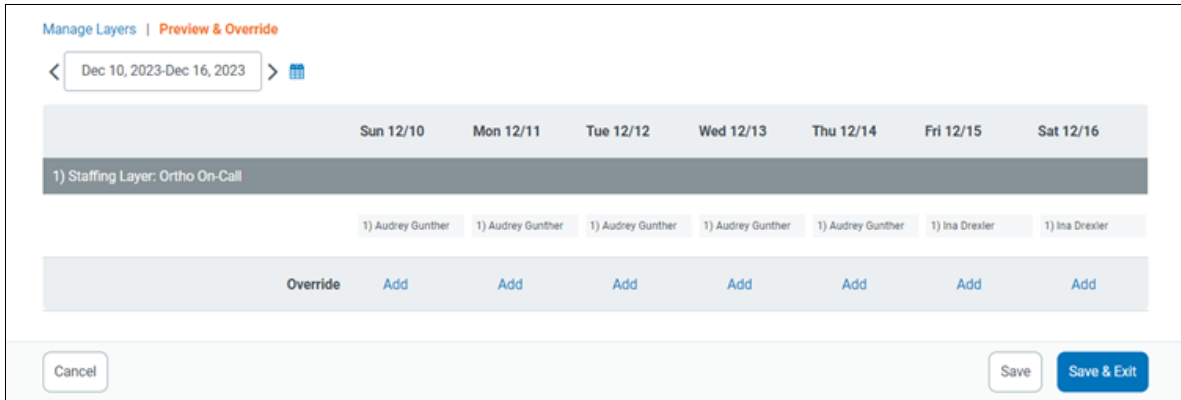 Manage Layers | Preview & Override
Dec 10, 2023-Dec 16, 2023
Sun 12/10 Mon 12/11 Tue 12/12 Wed 12/13 Thu 12/14 Fri 12/15 Sat 12/16
1) Staffing Layer: Ortho On-Call
1) Audrey Gunther 1) Audrey Gunther 1) Audrey Gunther 1) Audrey Gunther 1) Audrey Gunther 1) Ina Drexler 1) Ina Drexler
Override Add Add Add Add Add Add Add
Cancel Save Save & Exit